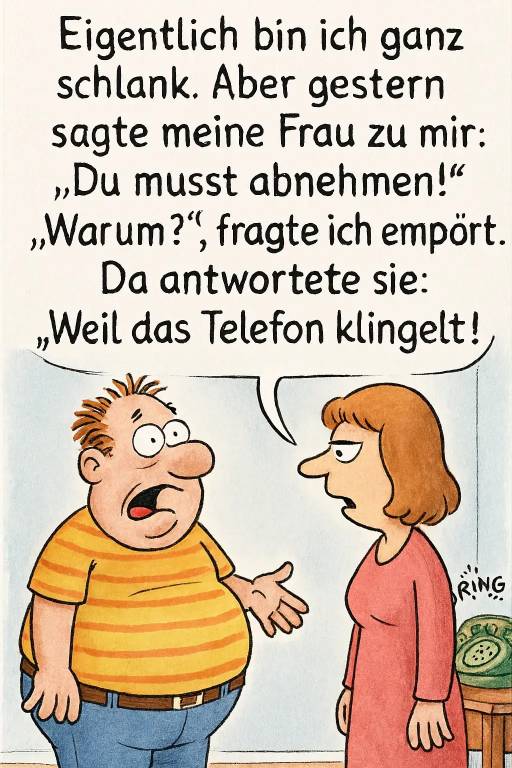 Eigentlich bin ich ganz
schlank. Aber gestern
sagte meine Frau zu mir:
„Du musst abnehmen!“
„Warum?“, fragte ich empört.
Da antwortete sie:
„Weil das Telefon klingelt!
RING